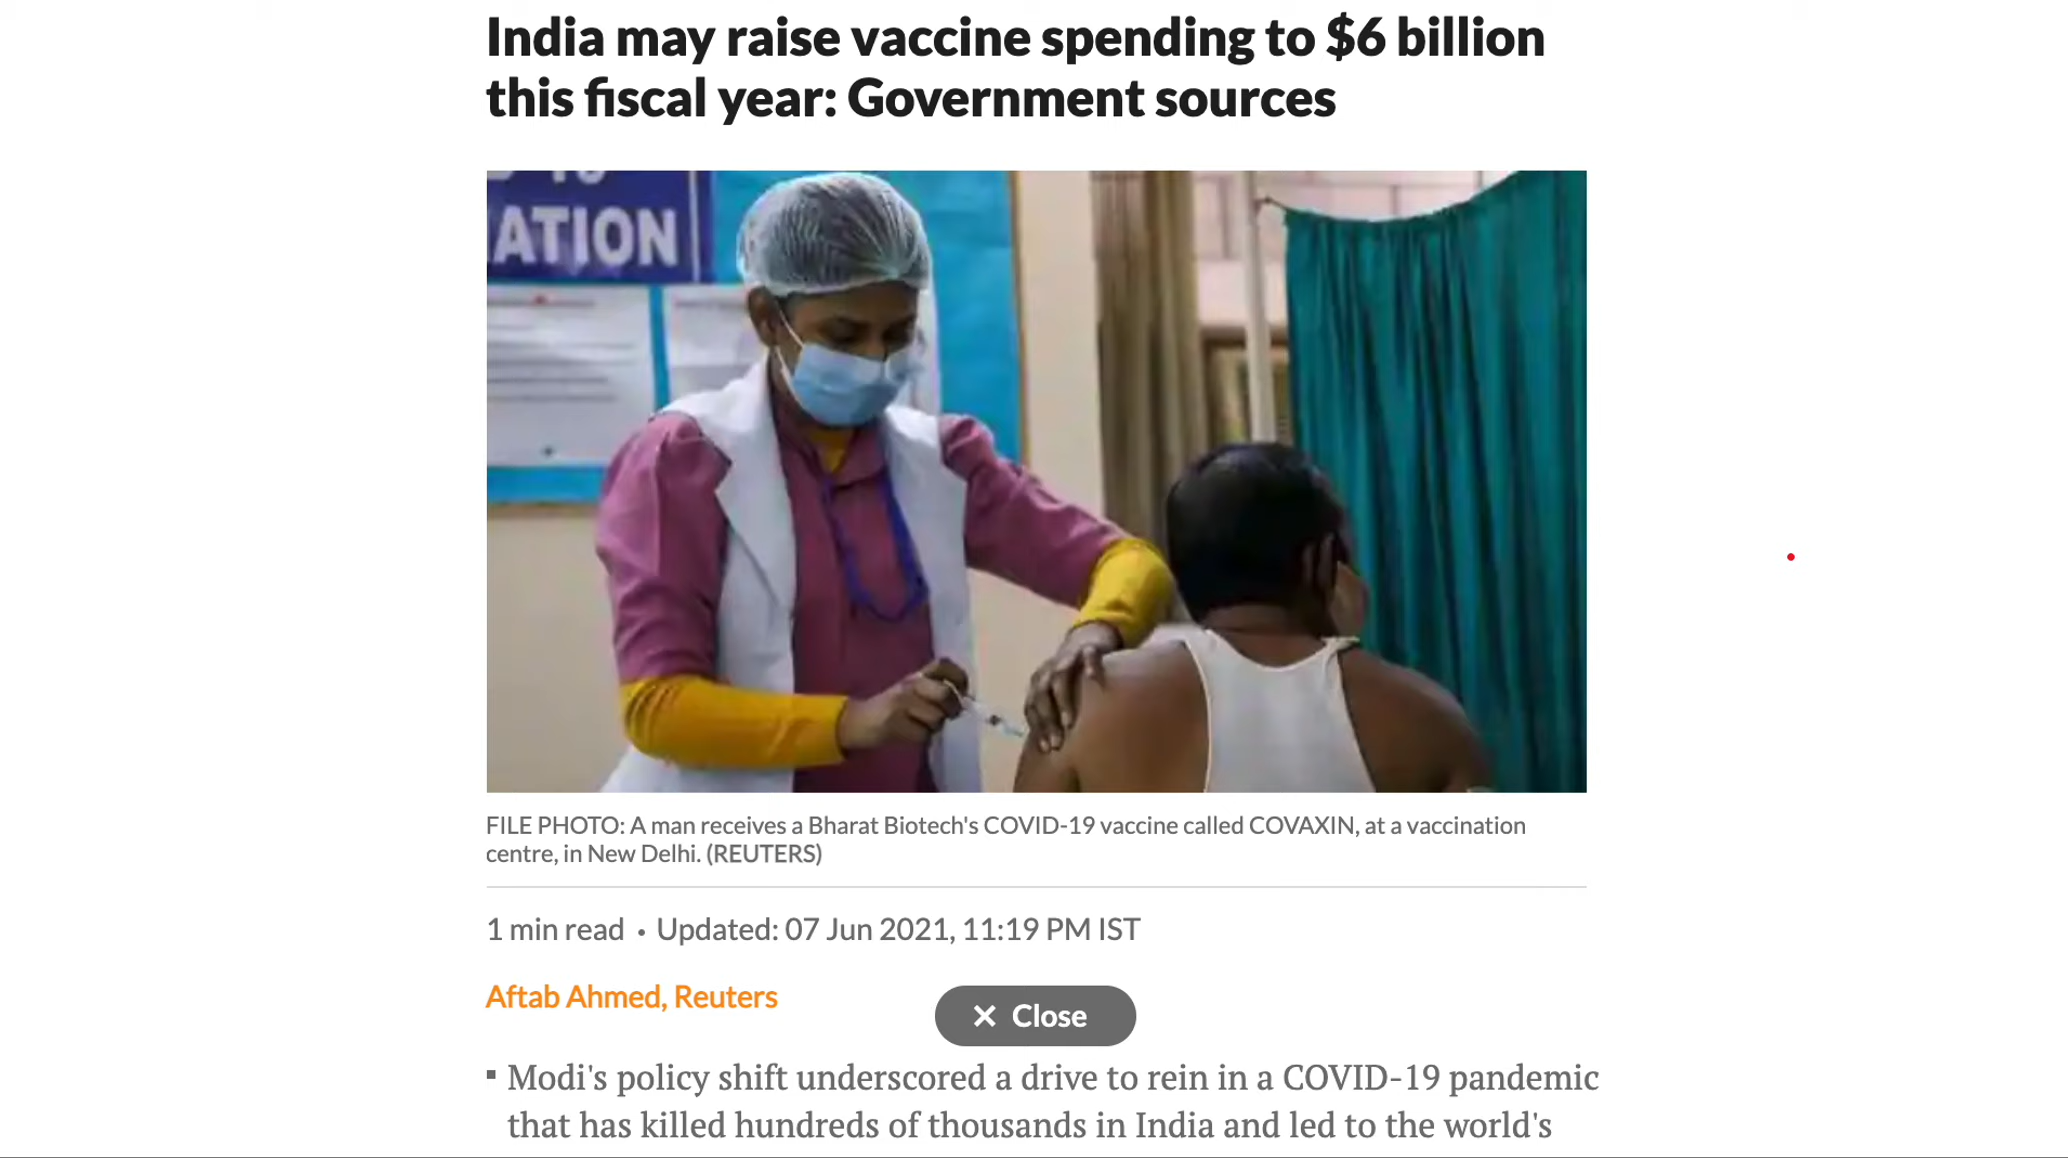 India may raise vaccine spending to $6 billion
this fiscal year: Government sources
ATION
FILE PHOTO: A man receives a Bharat Biotech's COVID-19 vaccine called COVAXIN, at a vaccination
centre, in New Delhi. (REUTERS)
1 min read • Updated: 07 Jun 2021, 11:19 PM IST
Aftab Ahmed, Reuters
✕ Close
▪ Modi's policy shift underscored a drive to rein in a COVID-19 pandemic
that has killed hundreds of thousands in India and led to the world's